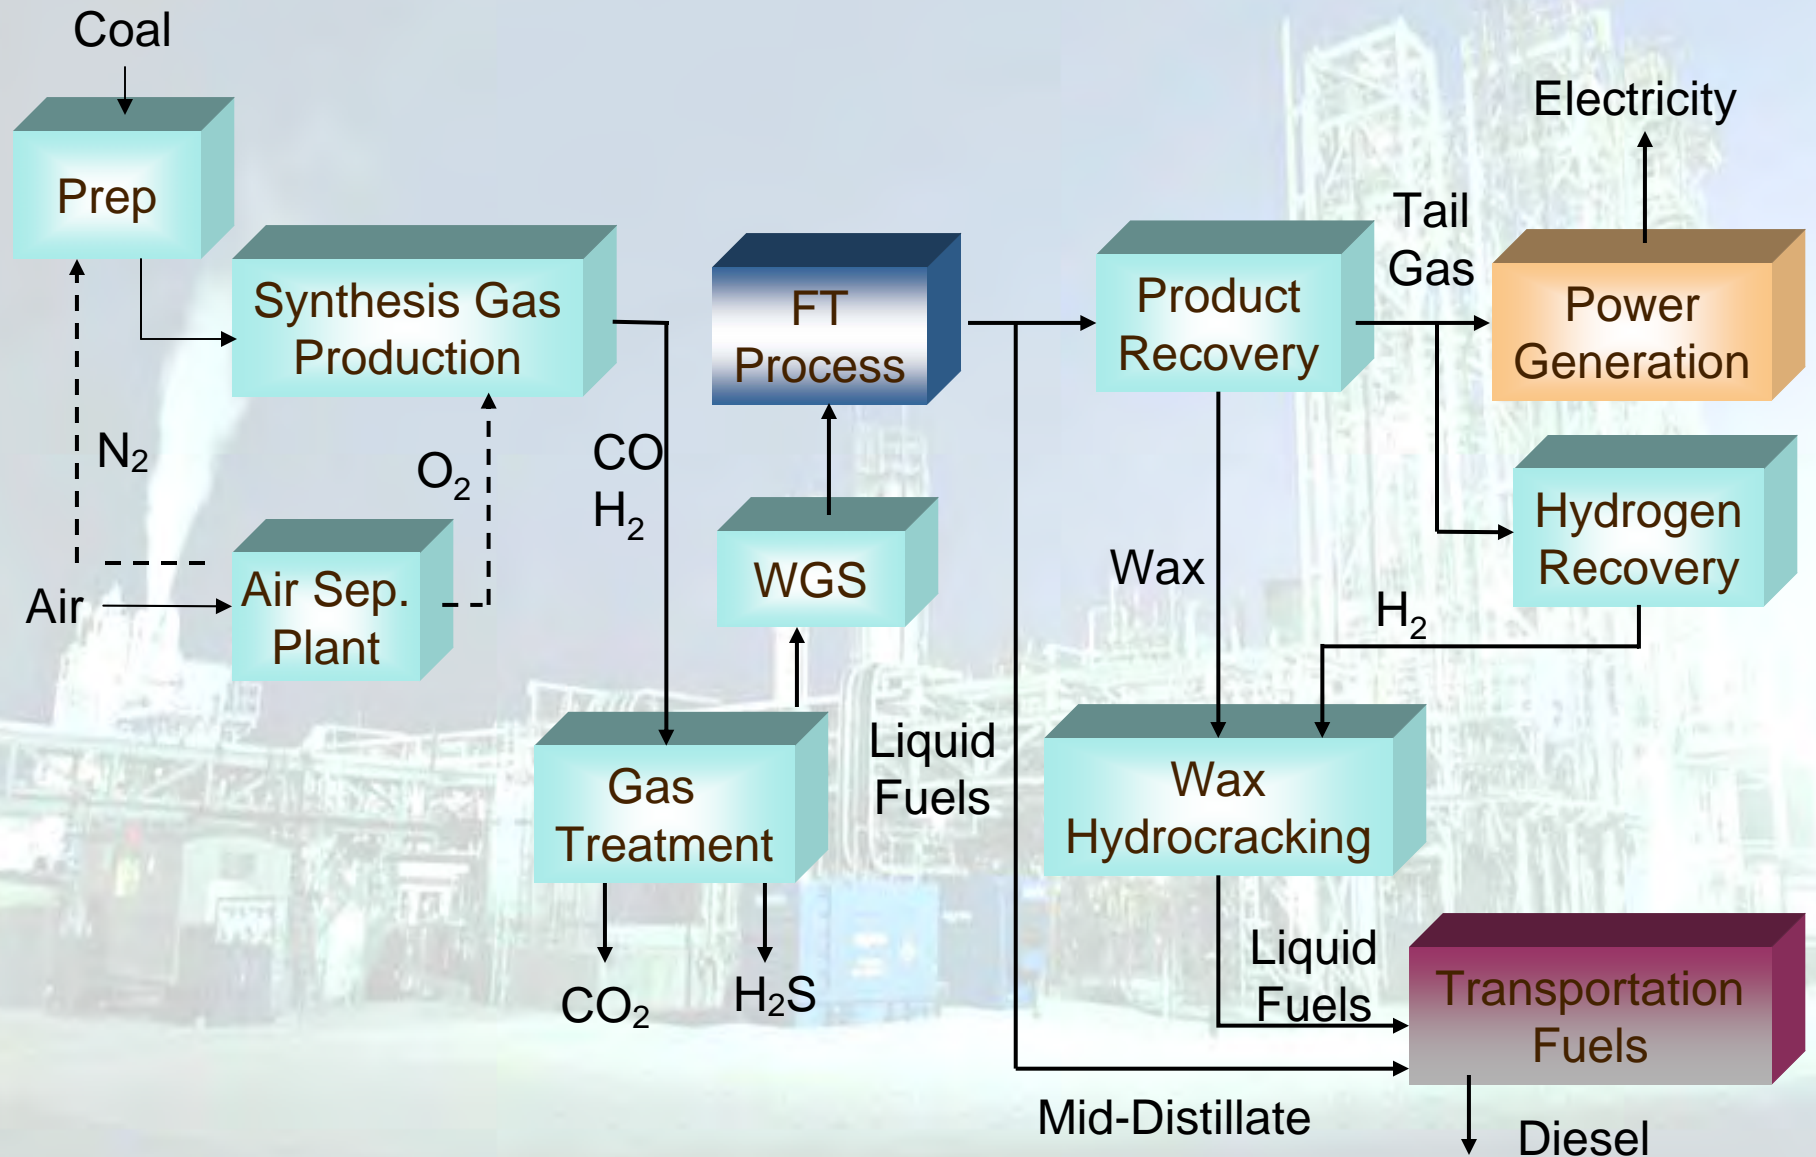 Coal
Prep
Electricity
Tail
Gas
Synthesis Gas
Production
FT
Process
Product
Recovery
Power
Generation
N₂
O₂
CO
H₂
Hydrogen
Recovery
Air
Air Sep.
Plant
WGS
Wax
H₂
Gas
Treatment
Liquid
Fuels
Wax
Hydrocracking
CO₂
H₂S
Liquid
Fuels
Transportation
Fuels
Mid-Distillate
Diesel